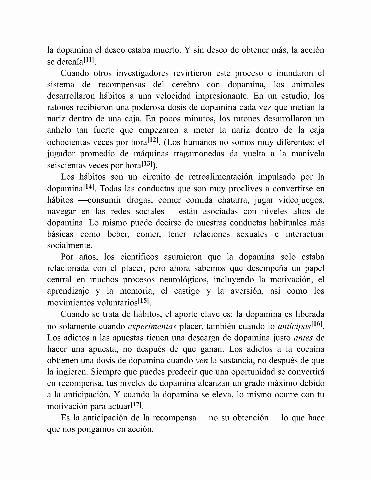 la dopamina el deseo estaba muerto. Y sin deseo de obtener más, la acción
se detenía[11].
Cuando otros investigadores revirtieron este proceso e inundaron el
sistema de recompensas del cerebro con dopamina, los animales
desarrollaron hábitos a una velocidad impresionante. En un estudio, los
ratones recibieron una poderosa dosis de dopamina cada vez que metían la
nariz dentro de una caja. En pocos minutos, los ratones desarrollaron un
anhelo tan fuerte que empezaron a meter la nariz dentro de la caja
ochocientas veces por hora[12]. (Los humanos no somos muy diferentes: el
jugador promedio de máquinas tragamonedas da vuelta a la manivela
seiscientas veces por hora[13]).
Los hábitos son un circuito de retroalimentación impulsado por la
dopamina[14]. Todas las conductas que son muy proclives a convertirse en
hábitos —consumir drogas, comer comida chatarra, jugar videojuegos,
navegar en las redes sociales— están asociadas con niveles altos de
dopamina. Lo mismo puede decirse de nuestras conductas habituales más
básicas como beber, comer, tener relaciones sexuales e interactuar
socialmente.
Por años, los científicos asumieron que la dopamina solo estaba
relacionada con el placer, pero ahora sabemos que desempeña un papel
central en muchos procesos neurológicos, incluyendo la motivación, el
aprendizaje y la memoria, el castigo y la aversión, así como los
movimientos voluntarios[15].
Cuando se trata de hábitos, el aporte clave es: la dopamina es liberada
no solamente cuando experimentas placer, también cuando lo anticipas[16].
Los adictos a las apuestas tienen una descarga de dopamina justo antes de
hacer una apuesta, no después de que ganan. Los adictos a la cocaína
obtienen una dosis de dopamina cuando ven la sustancia, no después de que
la ingieren. Siempre que puedes predecir que una oportunidad se convertirá
en recompensa, tus niveles de dopamina alcanzan un grado máximo debido
a la anticipación. Y cuando la dopamina se eleva, lo mismo ocurre con tu
motivación para actuar[17].
Es la anticipación de la recompensa —no su obtención— lo que hace
que nos pongamos en acción.